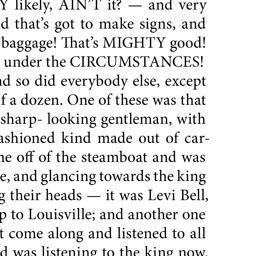 Y likely, AIN'T it? — and very
d that's got to make signs, and
baggage! That's MIGHTY good!
under the CIRCUMSTANCES!
d so did everybody else, except
f a dozen. One of these was that
sharp- looking gentleman, with
ashioned kind made out of car-
ne off of the steamboat and was
e, and glancing towards the king
g their heads — it was Levi Bell,
p to Louisville; and another one
t come along and listened to all
d was listening to the king now.